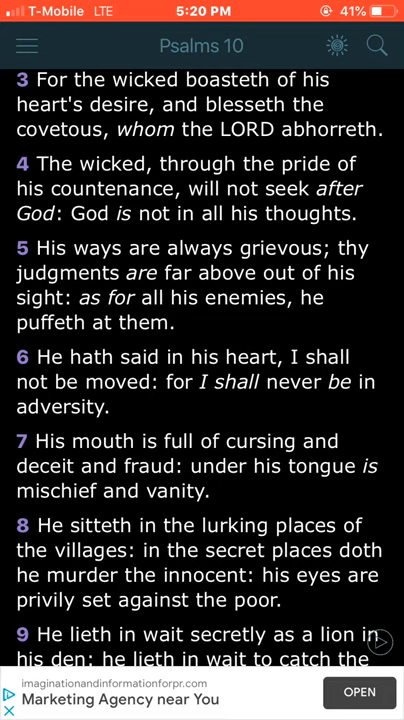 T-Mobile LTE 5:20 PM 41%
Psalms 10
3 For the wicked boasteth of his
heart's desire, and blesseth the
covetous, whom the LORD abhorreth.
4 The wicked, through the pride of
his countenance, will not seek after
God: God is not in all his thoughts.
5 His ways are always grievous; thy
judgments are far above out of his
sight: as for all his enemies, he
puffeth at them.
6 He hath said in his heart, I shall
not be moved: for I shall never be in
adversity.
7 His mouth is full of cursing and
deceit and fraud: under his tongue is
mischief and vanity.
8 He sitteth in the lurking places of
the villages: in the secret places doth
he murder the innocent: his eyes are
privily set against the poor.
9 He lieth in wait secretly as a lion in
his den: he lieth in wait to catch the
imaginationandinformationforpr.com
Marketing Agency near You
OPEN